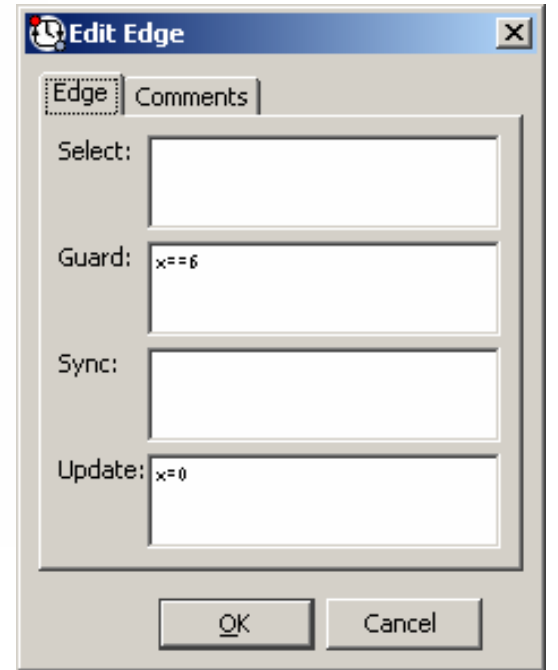 Edit Edge
Edge Comments
Select:
Guard: x==6
Sync:
Update: x=0
OK Cancel